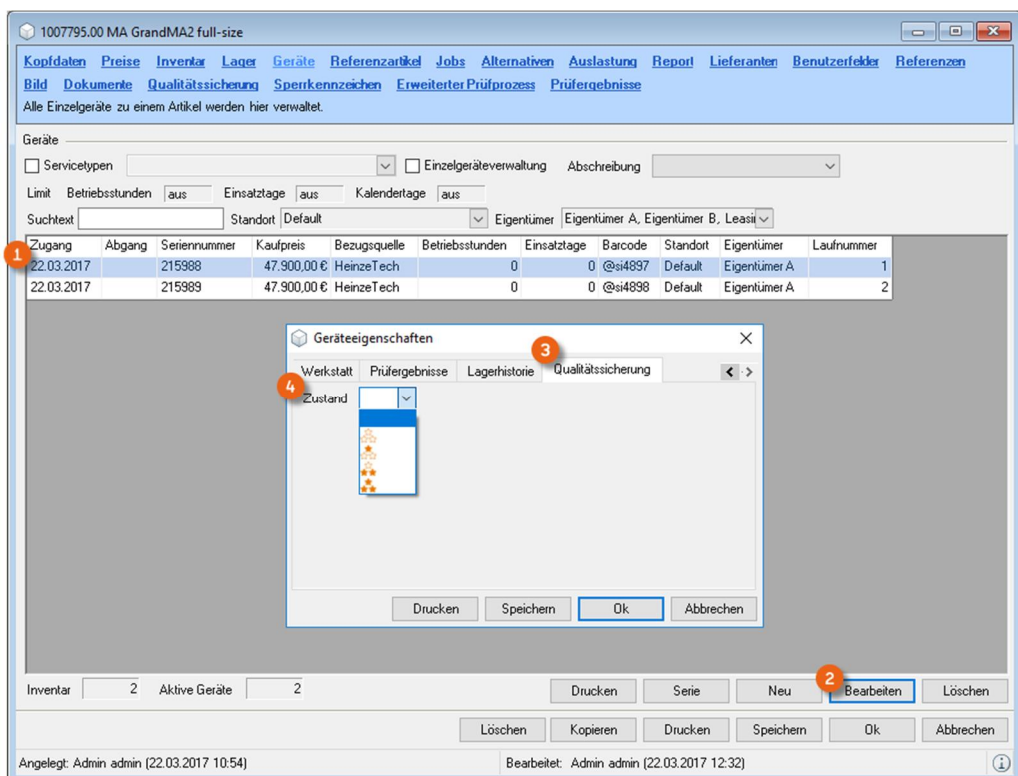 1007795.00 MA GrandMA2 full-size
Kopfdaten Preise Inventar Lager Geräte Referenzartikel Jobs Alternativen Auslastung Report Lieferanten Benutzerfelder Referenzen
Bild Dokumente Qualitätssicherung Sperrkennzeichen Erweiterter Prüfprozess Prüfergebnisse
Alle Einzelgeräte zu einem Artikel werden hier verwaltet.
Geräte
Servicetypen Einzelgeräteverwaltung Abschreibung
Limit Betriebsstunden aus Einsatztage aus Kalendertage aus
Suchtext Standort Default Eigentümer Eigentümer A, Eigentümer B, Leasi
1 Zugang Abgang Seriennummer Kaufpreis Bezugsquelle Betriebsstunden Einsatztage Barcode Standort Eigentümer Laufnummer
22.03.2017 215988 47.900,00 € HeinzeTech 0 0 @si4897 Default Eigentümer A 1
22.03.2017 215989 47.900,00 € HeinzeTech 0 0 @si4898 Default Eigentümer A 2
Geräteeigenschaften
3
Werkstatt Prüfergebnisse Lagerhistorie Qualitätssicherung
4
Zustand
Drucken Speichern Ok Abbrechen
Inventar 2 Aktive Geräte 2 Drucken Serie Neu 2 Bearbeiten Löschen
Löschen Kopieren Drucken Speichern Ok Abbrechen
Angelegt: Admin admin (22.03.2017 10:54) Bearbeitet: Admin admin (22.03.2017 12:32)